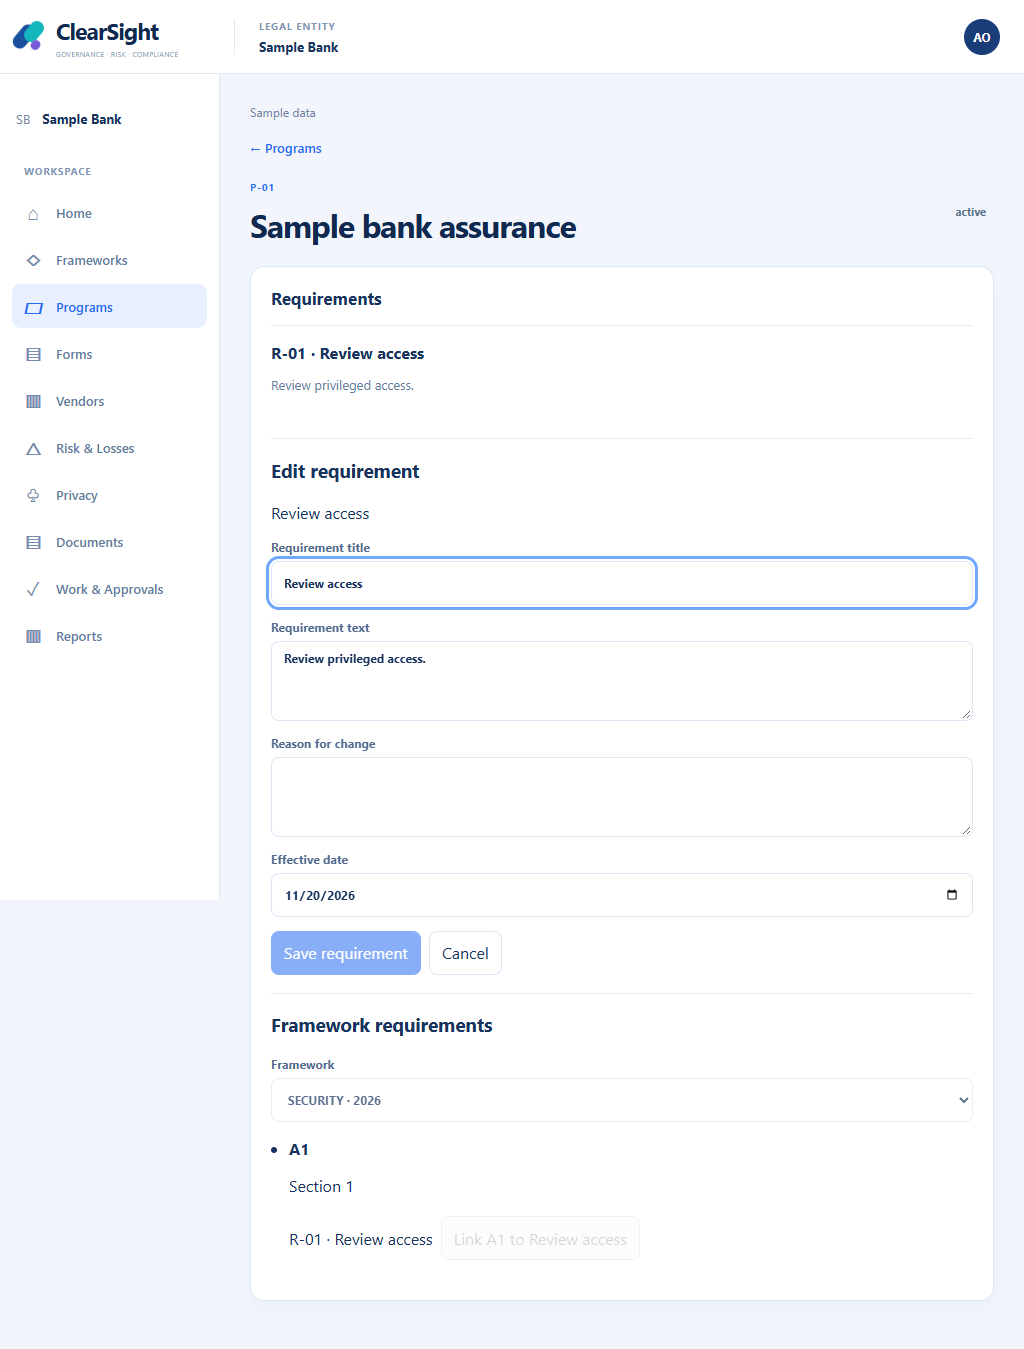 ClearSight
GOVERNANCE · RISK · COMPLIANCE
LEGAL ENTITY
Sample Bank
AO
SB Sample Bank
WORKSPACE
Home
Frameworks
Programs
Forms
Vendors
Risk & Losses
Privacy
Documents
Work & Approvals
Reports
Sample data
← Programs
P-01
Sample bank assurance
active
Requirements
R-01 · Review access
Review privileged access.
Edit requirement
Review access
Requirement title
Review access
Requirement text
Review privileged access.
Reason for change
Effective date
11/20/2026
Save requirement
Cancel
Framework requirements
Framework
SECURITY · 2026
• A1
Section 1
R-01 · Review access
Link A1 to Review access